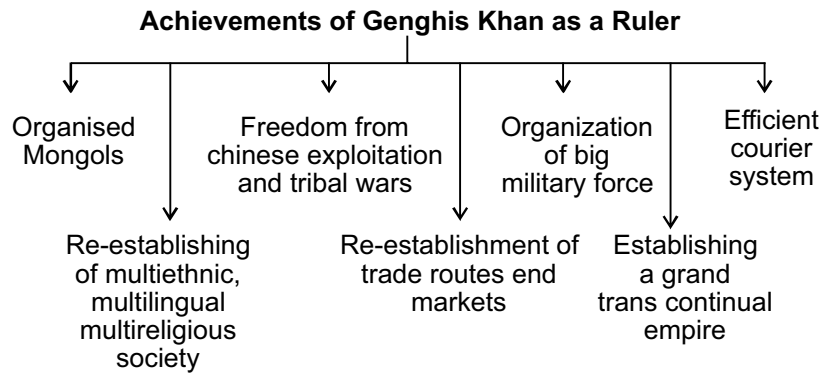 Achievements of Genghis Khan as a Ruler
Organised
Mongols
Freedom from
chinese exploitation
and tribal wars
Organization
of big
military force
Efficient
courier
system
Re-establishing
of multiethnic,
multilingual
multireligious
society
Re-establishment of
trade routes end
markets
Establishing
a grand
trans continual
empire